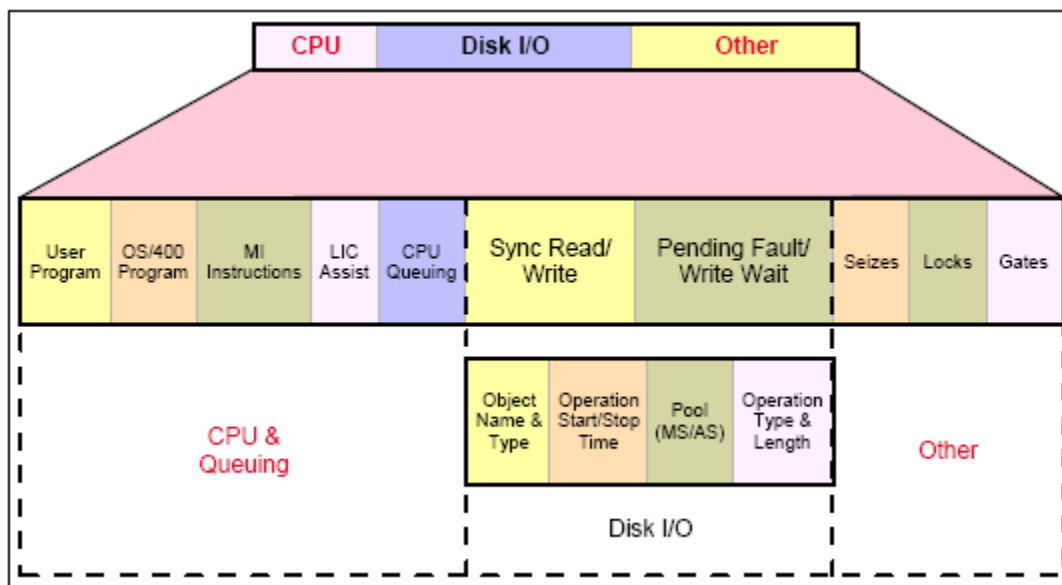 CPU Disk I/O Other
User
Program
OS/400
Program
MI
Instructions
LIC
Assist
CPU
Queuing
Sync Read/
Write
Pending Fault/
Write Wait
Seizes
Locks
Gates
Object
Name &
Type
Operation
Start/Stop
Time
Pool
(MS/AS)
Operation
Type &
Length
CPU &
Queuing
Other
Disk I/O